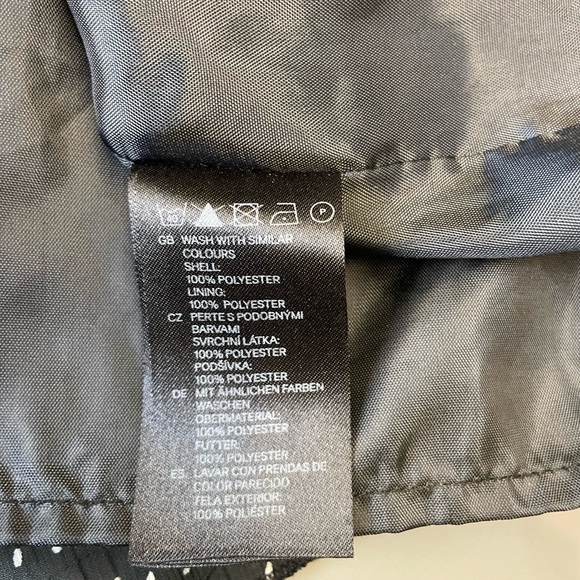 40 P
GB WASH WITH SIMILAR
COLOURS
SHELL:
100% POLYESTER
LINING:
100% POLYESTER
CZ PERTE S PODOBNÝMI
BARVAMI
SVRCHNÍ LÁTKA:
100% POLYESTER
PODŠÍVKA:
100% POLYESTER
DE MIT ÄHNLICHEN FARBEN
WASCHEN
OBERMATERIAL:
100% POLYESTER
FUTTER:
100% POLYESTER
ES LAVAR CON PRENDAS DE
COLOR PARECIDO
TELA EXTERIOR:
100% POLIÉSTER